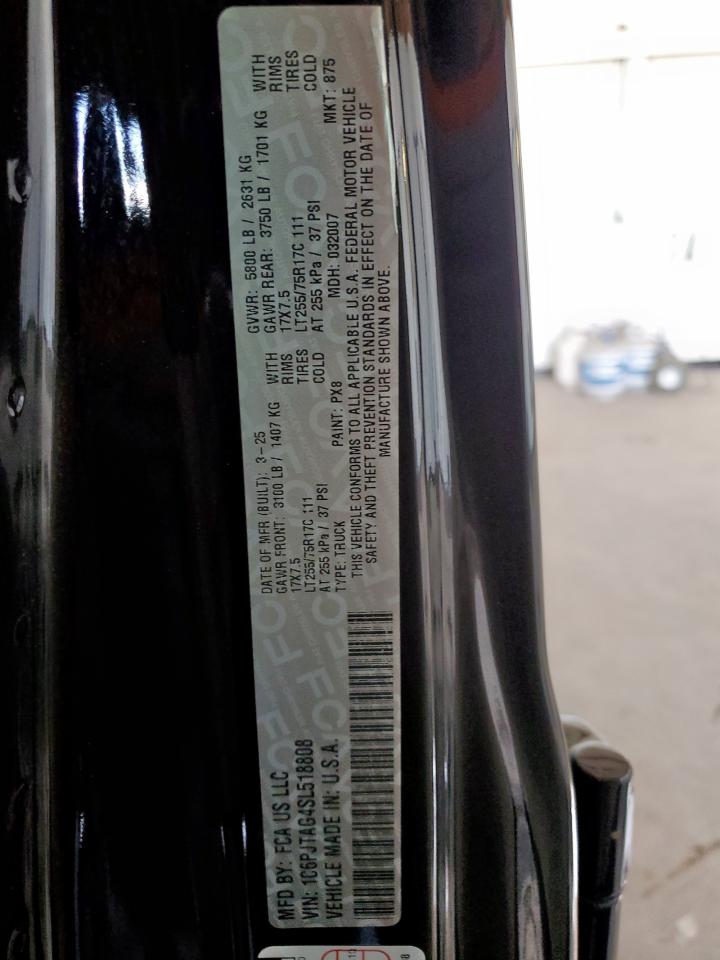 MFD BY: FCA US LLC
VIN: 1C6PJTAG4SL518808
VEHICLE MADE IN: U.S.A.
DATE OF MFR (BUILT): 3-25 GVWR: 5800 LB / 2631 KG
GAWR FRONT: 3100 LB / 1407 KG WITH GAWR REAR: 3750 LB / 1701 KG WITH
17X7.5 RIMS 17X7.5 RIMS
LT255/75R17C 111 TIRES LT255/75R17C 111 TIRES
AT 255 kPa / 37 PSI COLD AT 255 kPa / 37 PSI COLD
TYPE: TRUCK PAINT: PX8 MDH: 032007 MKT: 875
THIS VEHICLE CONFORMS TO ALL APPLICABLE U.S.A. FEDERAL MOTOR VEHICLE
SAFETY AND THEFT PREVENTION STANDARDS IN EFFECT ON THE DATE OF
MANUFACTURE SHOWN ABOVE.